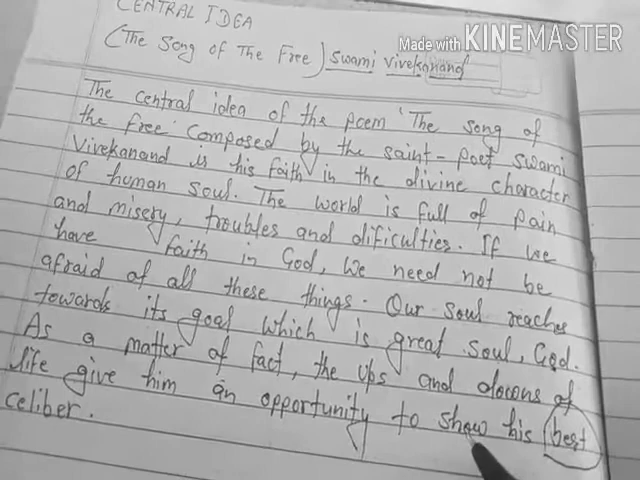 CENTRAL IDEA
(The Song of The Free) Swami Vivekanand
Made with KINEMASTER
The central idea of the poem 'The Song of
the free' composed by the saint-poet Swami
Vivekanand is his faith in the divine character
of human soul. The world is full of pain
and misery, troubles and dificulties. If we
have faith in God, we need not be
afraid of all these things. Our soul reaches
towards its goal which is great soul, God.
As a matter of fact, the ups and downs of
life give him an opportunity to show his best
celiber.